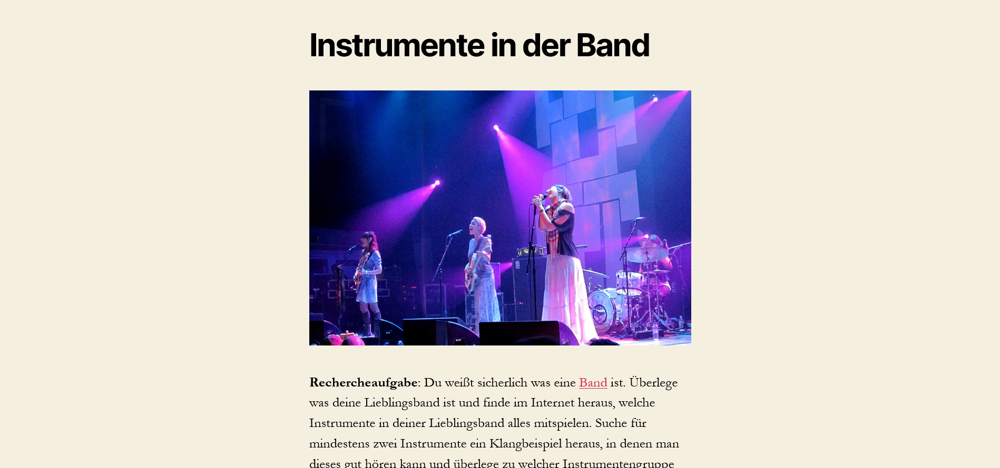 Instrumente in der Band
Rechercheaufgabe: Du weißt sicherlich was eine Band ist. Überlege
was deine Lieblingsband ist und finde im Internet heraus, welche
Instrumente in deiner Lieblingsband alles mitspielen. Suche für
mindestens zwei Instrumente ein Klangbeispiel heraus, in denen man
dieses gut hören kann und überlege zu welcher Instrumentengruppe